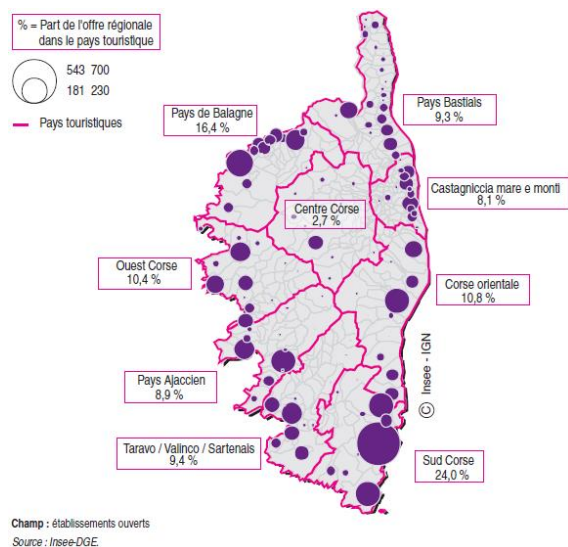 % = Part de l'offre régionale
dans le pays touristique
543 700
181 230
Pays touristiques
Pays de Balagne
16,4 %
Pays Bastiais
9,3 %
Castagniccia mare e monti
8,1 %
Centre Corse
2,7 %
Ouest Corse
10,4 %
Corse orientale
10,8 %
Pays Ajaccien
8,9 %
Taravo / Valinco / Sartenais
9,4 %
Sud Corse
24,0 %
© Insee - IGN
Champ : établissements ouverts
Source : Insee-DGE.